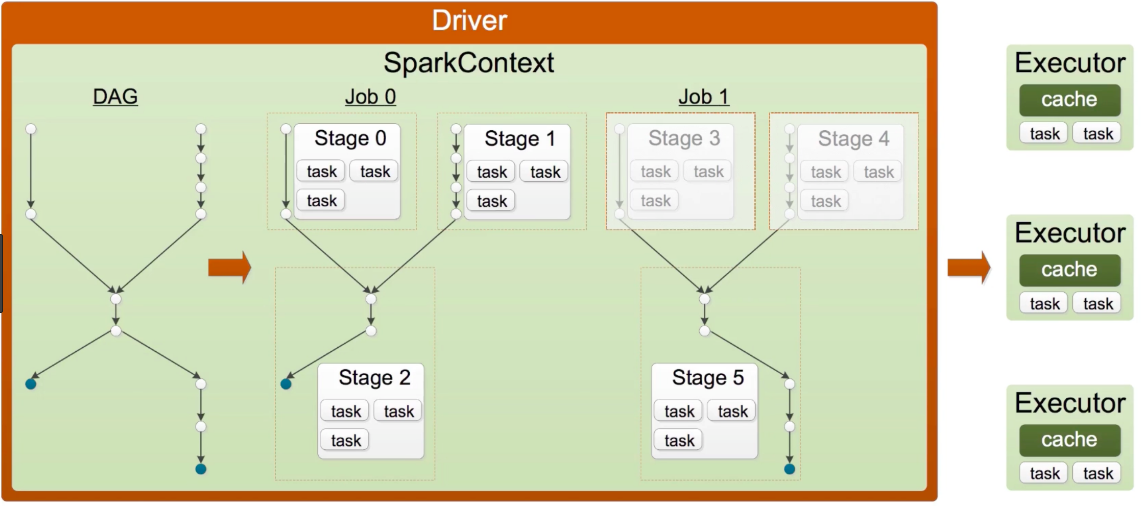 Driver
SparkContext
DAG
Job 0
Job 1
Stage 0
task task
task
Stage 1
task task
task
Stage 2
task task
task
Stage 3
task task
task
Stage 4
task task
task
Stage 5
task task
task
Executor
cache
task task
Executor
cache
task task
Executor
cache
task task